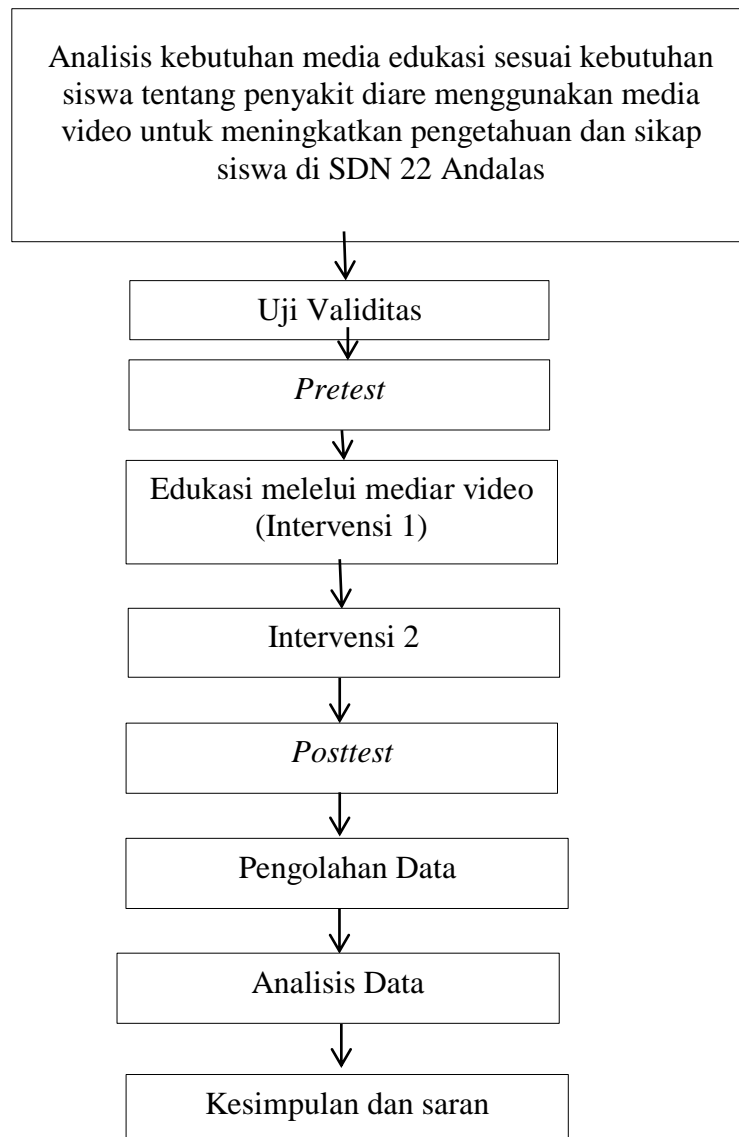 Analisis kebutuhan media edukasi sesuai kebutuhan
siswa tentang penyakit diare menggunakan media
video untuk meningkatkan pengetahuan dan sikap
siswa di SDN 22 Andalas
Uji Validitas
Pretest
Edukasi melelui mediar video
(Intervensi 1)
Intervensi 2
Posttest
Pengolahan Data
Analisis Data
Kesimpulan dan saran